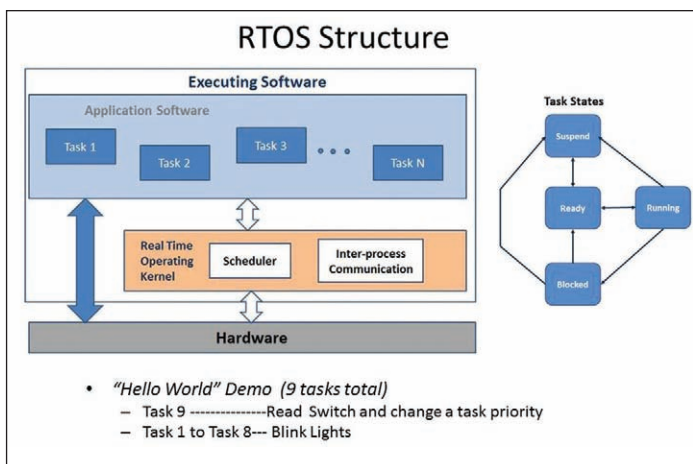 RTOS Structure
Executing Software
Application Software
Task 1
Task 2
Task 3
Task N
Real Time
Operating
Kernel
Scheduler
Inter-process
Communication
Hardware
Task States
Suspend
Ready
Running
Blocked
• “Hello World” Demo (9 tasks total)
– Task 9 ---------------Read Switch and change a task priority
– Task 1 to Task 8--- Blink Lights